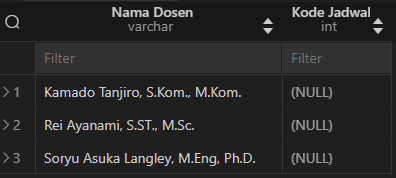 Nama Dosen Kode Jadwal
varchar int
Filter Filter
1 Kamado Tanjiro, S.Kom., M.Kom. (NULL)
2 Rei Ayanami, S.ST., M.Sc. (NULL)
3 Soryu Asuka Langley, M.Eng, Ph.D. (NULL)